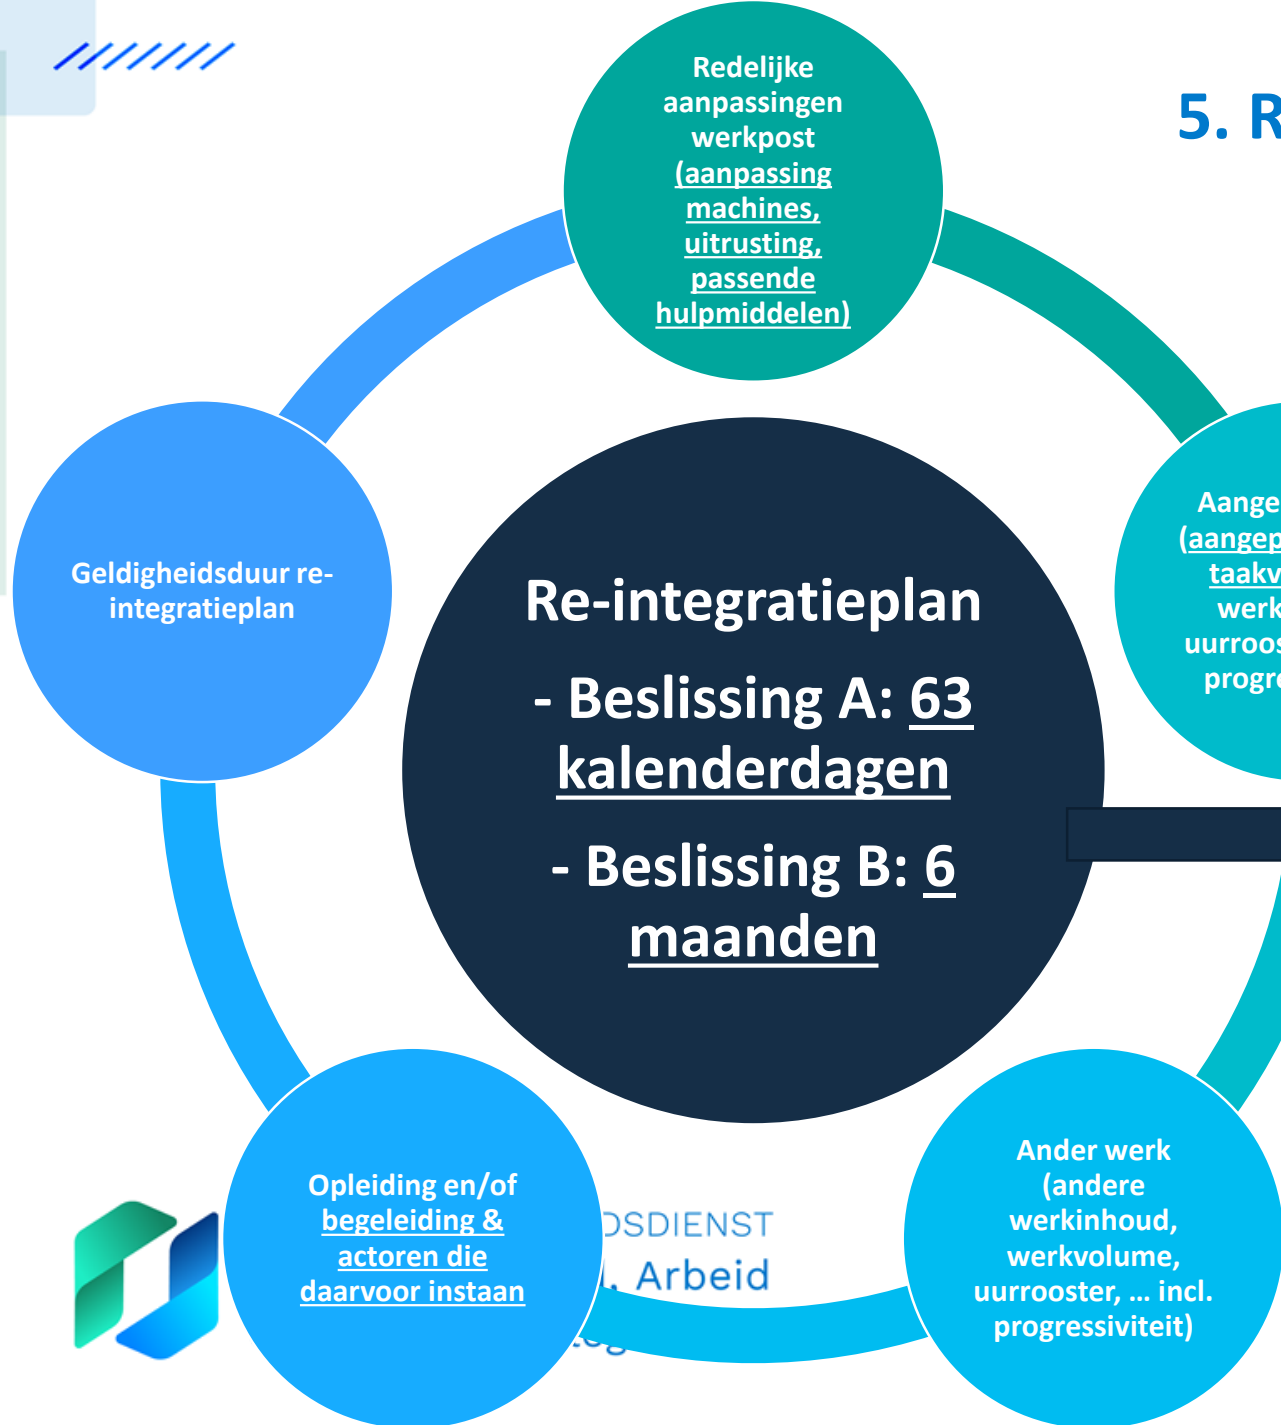 5. R
Redelijke
aanpassingen
werkpost
(aanpassing
machines,
uitrusting,
passende
hulpmiddelen)
Geldigheidsduur re-
integratieplan
Re-integratieplan
- Beslissing A: 63
kalenderdagen
- Beslissing B: 6
maanden
Opleiding en/of
begeleiding &
actoren die
daarvoor instaan
Arbeid
Ander werk
(andere
werkinhoud,
werkvolume,
uurrooster, ... incl.
progressiviteit)